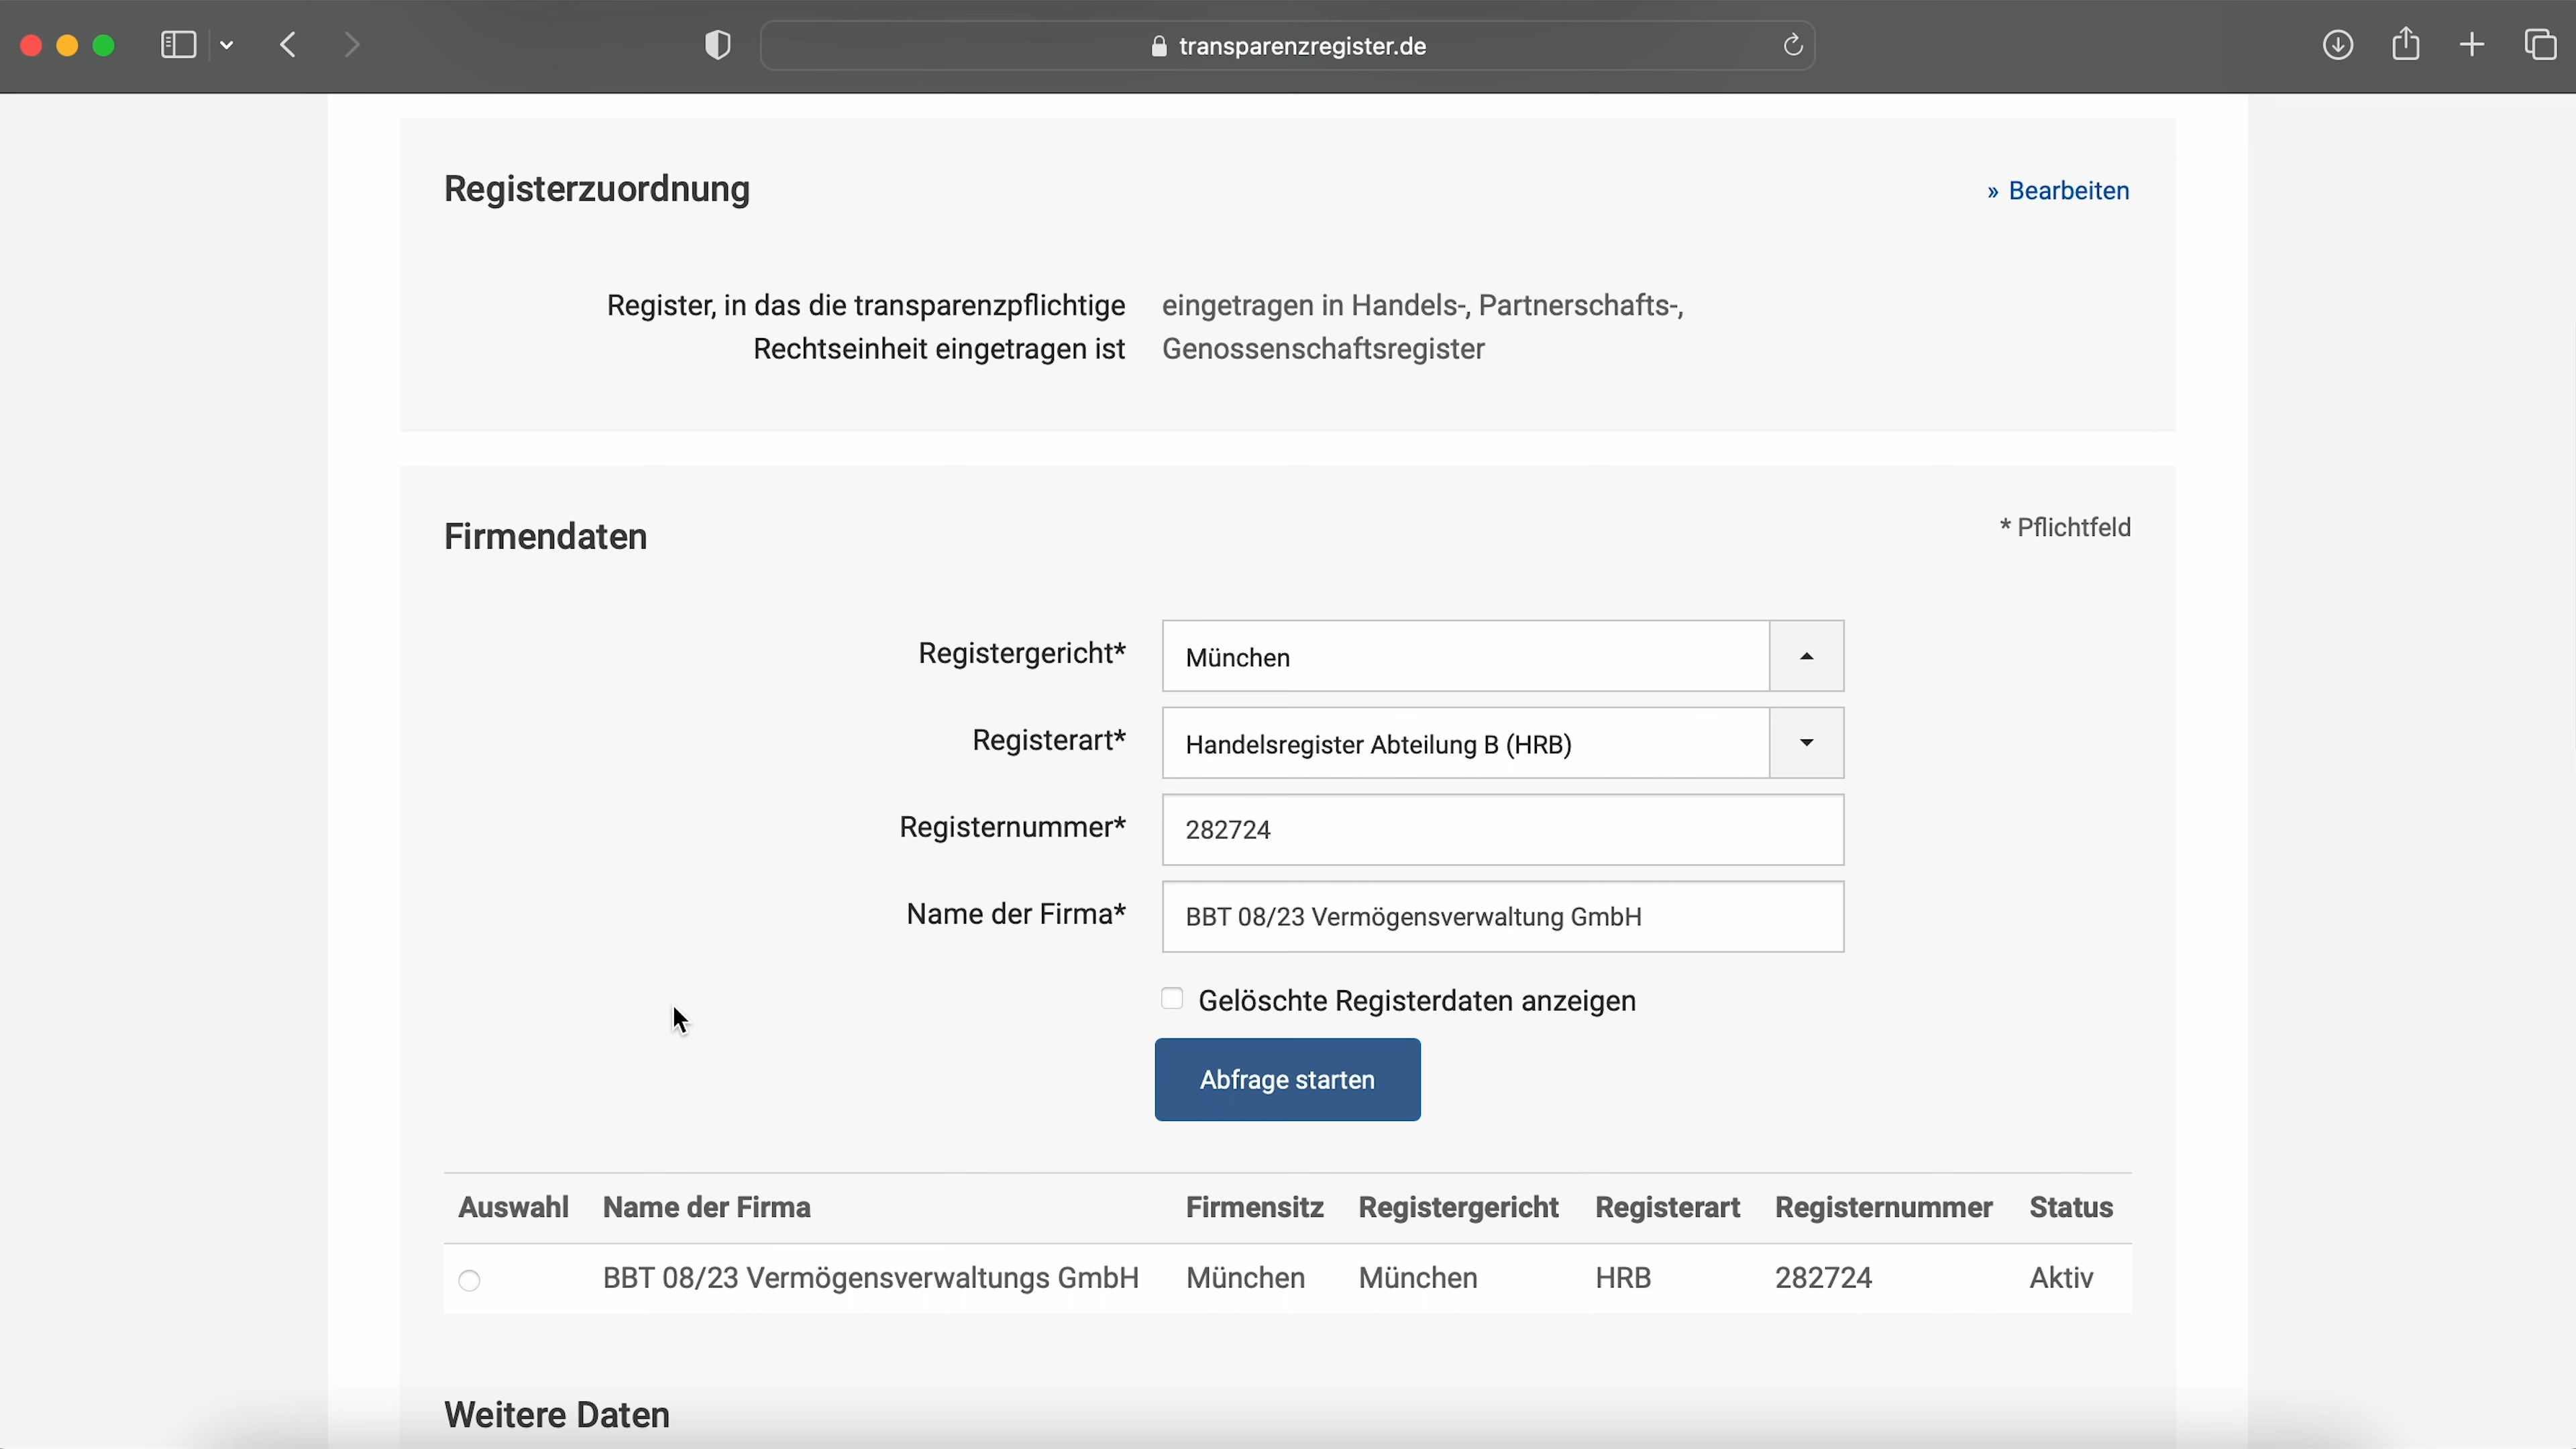 transparenzregister.de
Registerzuordnung
» Bearbeiten
Register, in das die transparenzpflichtige
Rechtseinheit eingetragen ist
eingetragen in Handels-, Partnerschafts-,
Genossenschaftsregister
Firmendaten
* Pflichtfeld
Registergericht* München
Registerart* Handelsregister Abteilung B (HRB)
Registernummer* 282724
Name der Firma* BBT 08/23 Vermögensverwaltung GmbH
Gelöschte Registerdaten anzeigen
Abfrage starten
Auswahl Name der Firma Firmensitz Registergericht Registerart Registernummer Status
BBT 08/23 Vermögensverwaltungs GmbH München München HRB 282724 Aktiv
Weitere Daten